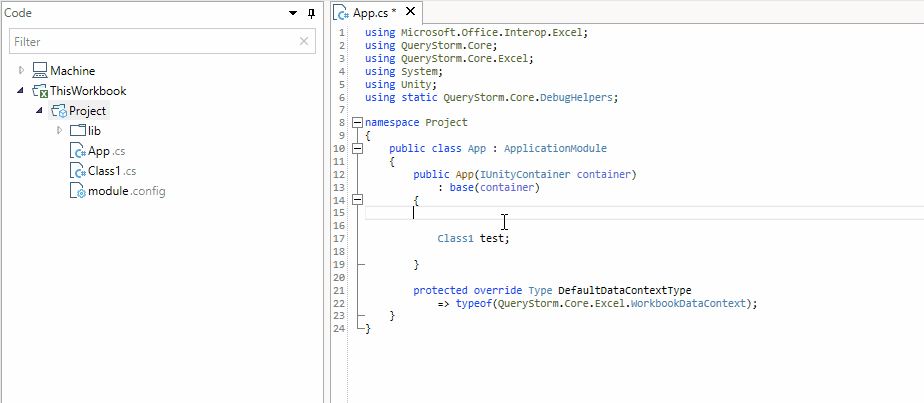 Code
Filter
Machine
ThisWorkbook
Project
lib
App.cs
Class1.cs
module.config
App.cs *
1 using Microsoft.Office.Interop.Excel;
2 using QueryStorm.Core;
3 using QueryStorm.Core.Excel;
4 using System;
5 using Unity;
6 using static QueryStorm.Core.DebugHelpers;
7
8 namespace Project
9 {
10 public class App : ApplicationModule
11 {
12 public App(IUnityContainer container)
13 : base(container)
14 {
15
16
17 Class1 test;
18
19 }
20
21 protected override Type DefaultDataContextType
22 => typeof(QueryStorm.Core.Excel.WorkbookDataContext);
23 }
24 }